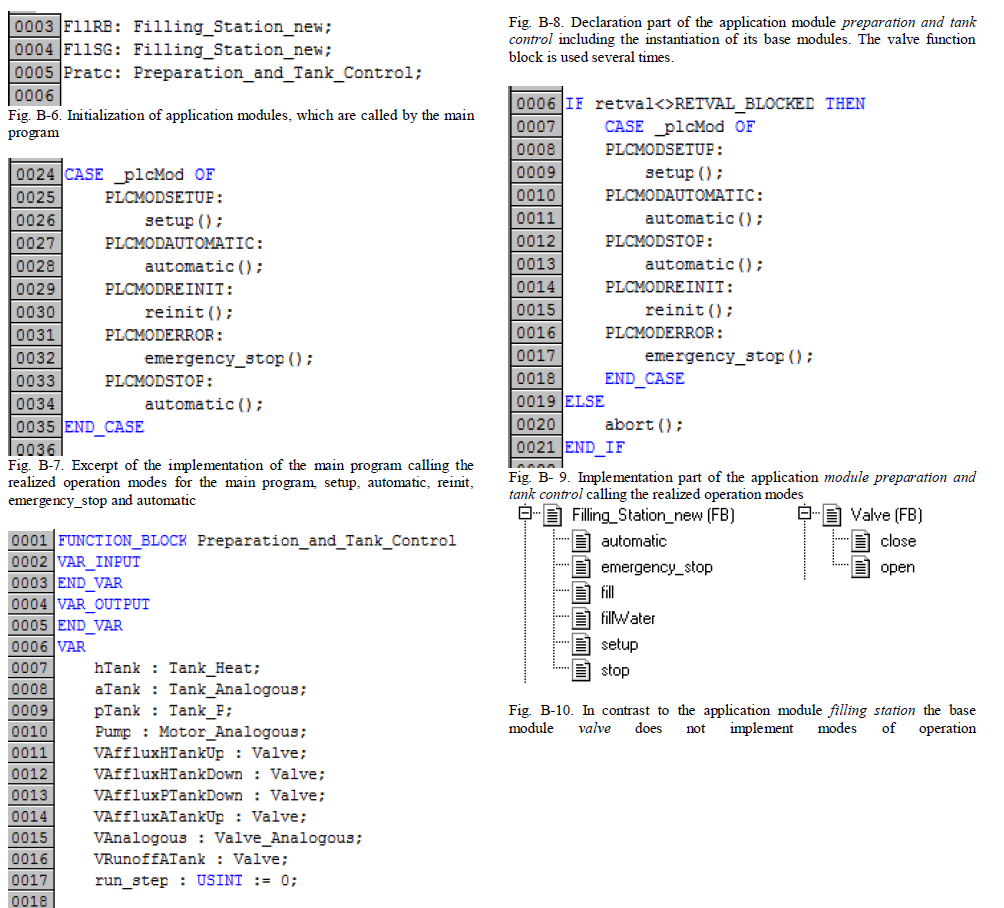 0003 FllRB: Filling_Station_new;
0004 FllSG: Filling_Station_new;
0005 Pratc: Preparation_and_Tank_Control;
0006
Fig. B-6. Initialization of application modules, which are called by the main
program
0024 CASE _plcMod OF
0025 PLCMODSETUP:
0026 setup();
0027 PLCMODAUTOMATIC:
0028 automatic();
0029 PLCMODREINIT:
0030 reinit();
0031 PLCMODERROR:
0032 emergency_stop();
0033 PLCMODSTOP:
0034 automatic();
0035 END_CASE
0036
Fig. B-7. Excerpt of the implementation of the main program calling the
realized operation modes for the main program, setup, automatic, reinit,
emergency_stop and automatic
0001 FUNCTION_BLOCK Preparation_and_Tank_Control
0002 VAR_INPUT
0003 END_VAR
0004 VAR_OUTPUT
0005 END_VAR
0006 VAR
0007 hTank : Tank_Heat;
0008 aTank : Tank_Analogous;
0009 pTank : Tank_P;
0010 Pump : Motor_Analogous;
0011 VAffluxHTankUp : Valve;
0012 VAffluxHTankDown : Valve;
0013 VAffluxPTankDown : Valve;
0014 VAffluxATankUp : Valve;
0015 VAnalogous : Valve_Analogous;
0016 VRunoffATank : Valve;
0017 run_step : USINT := 0;
0018
Fig. B-8. Declaration part of the application module preparation and tank
control including the instantiation of its base modules. The valve function
block is used several times.
0006 IF retval<>RETVAL_BLOCKED THEN
0007 CASE _plcMod OF
0008 PLCMODSETUP:
0009 setup();
0010 PLCMODAUTOMATIC:
0011 automatic();
0012 PLCMODSTOP:
0013 automatic();
0014 PLCMODREINIT:
0015 reinit();
0016 PLCMODERROR:
0017 emergency_stop();
0018 END_CASE
0019 ELSE
0020 abort();
0021 END_IF
Fig. B- 9. Implementation part of the application module preparation and
tank control calling the realized operation modes
Filling_Station_new (FB)
automatic
emergency_stop
fill
fillWater
setup
stop
Valve (FB)
close
open
Fig. B-10. In contrast to the application module filling station the base
module valve does not implement modes of operation